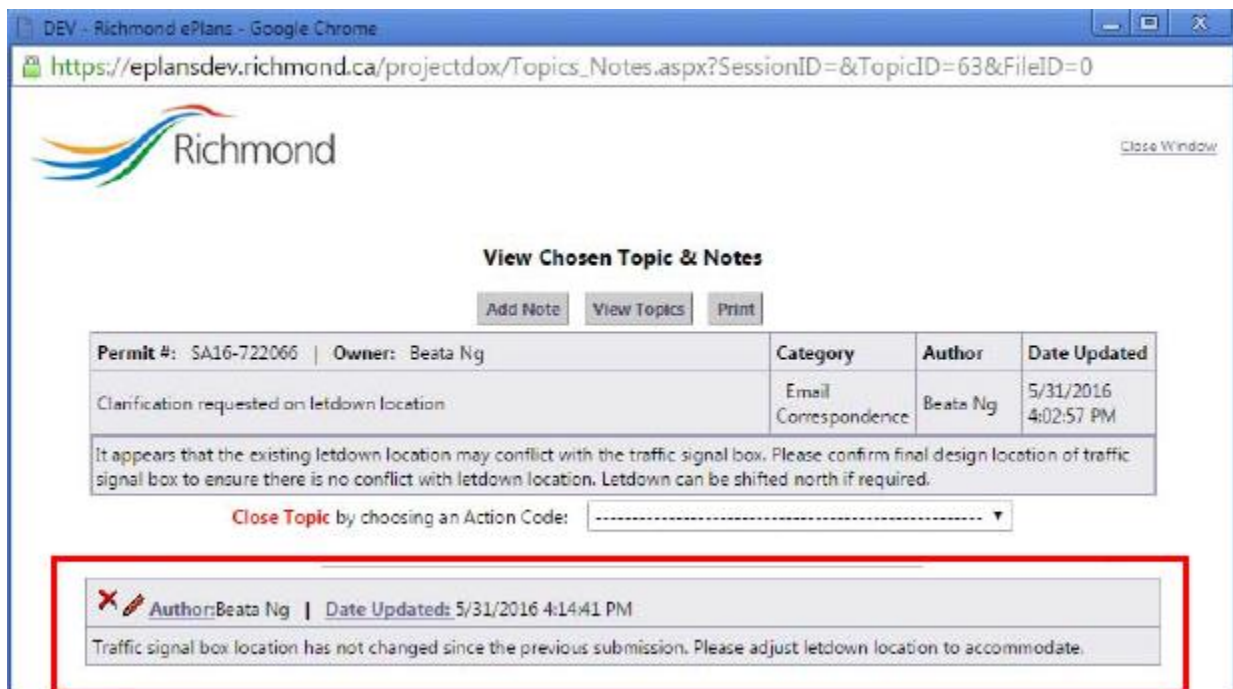 DEV - Richmond ePlans - Google Chrome
https://eplansdev.richmond.ca/projectdox/Topics_Notes.aspx?SessionID=&TopicID=63&FileID=0
Richmond
Close Window
View Chosen Topic & Notes
Add Note View Topics Print
Permit #: SA16-722066 | Owner: Beata Ng Category Author Date Updated
Clarification requested on letdown location Email Correspondence Beata Ng 5/31/2016 4:02:57 PM
It appears that the existing letdown location may conflict with the traffic signal box. Please confirm final design location of traffic
signal box to ensure there is no conflict with letdown location. Letdown can be shifted north if required.
Close Topic by choosing an Action Code: ------------------------------------------------------
Author:Beata Ng | Date Updated: 5/31/2016 4:14:41 PM
Traffic signal box location has not changed since the previous submission. Please adjust letdown location to accommodate.